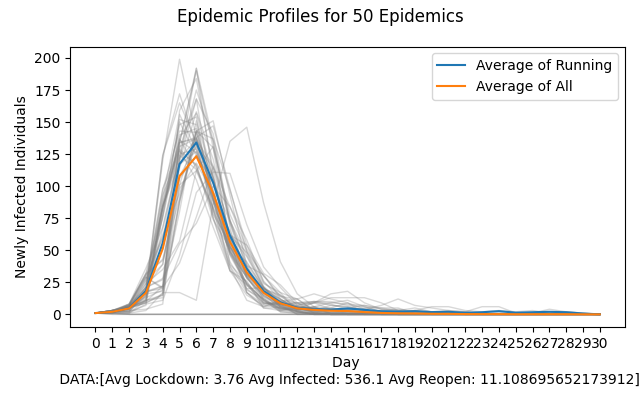 Epidemic Profiles for 50 Epidemics
Average of Running
Average of All
200
175
150
125
100
75
50
25
0
Newly Infected Individuals
0 1 2 3 4 5 6 7 8 9 10 11 12 13 14 15 16 17 18 19 20 21 22 23 24 25 26 27 28 29 30
Day
DATA:[Avg Lockdown: 3.76 Avg Infected: 536.1 Avg Reopen: 11.108695652173912]